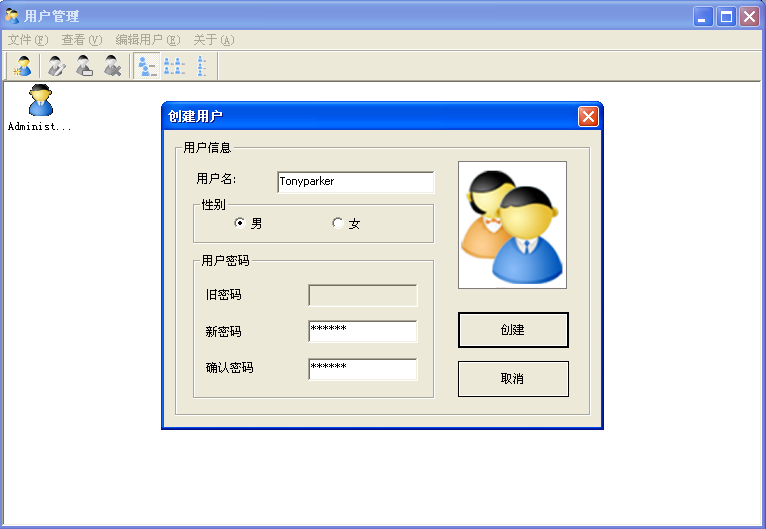 用户管理
文件(F) 查看(V) 编辑用户(E) 关于(A)
Administ...
创建用户
用户信息
用户名:
Tonyparker
性别
男
女
用户密码
旧密码
新密码
******
确认密码
******
创建
取消